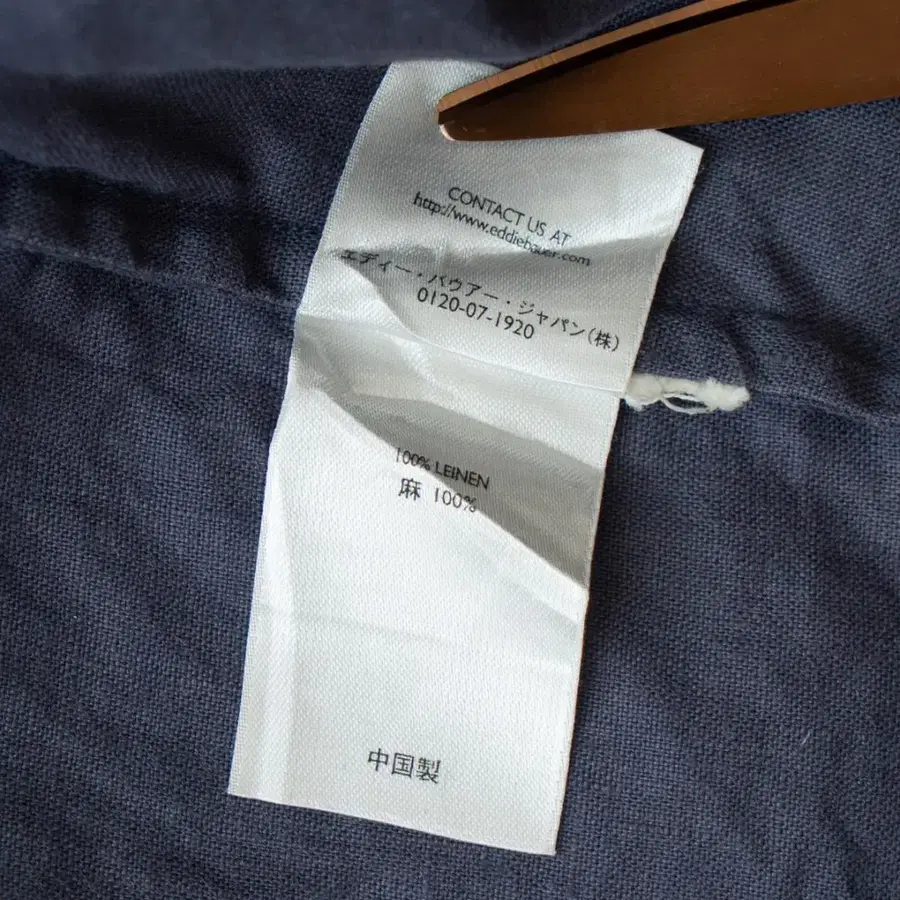 CONTACT US AT
http://www.eddiebauer.com
エディー・バウアー・ジャパン(株)
0120-07-1920
100% LEINEN
麻 100%
中国製